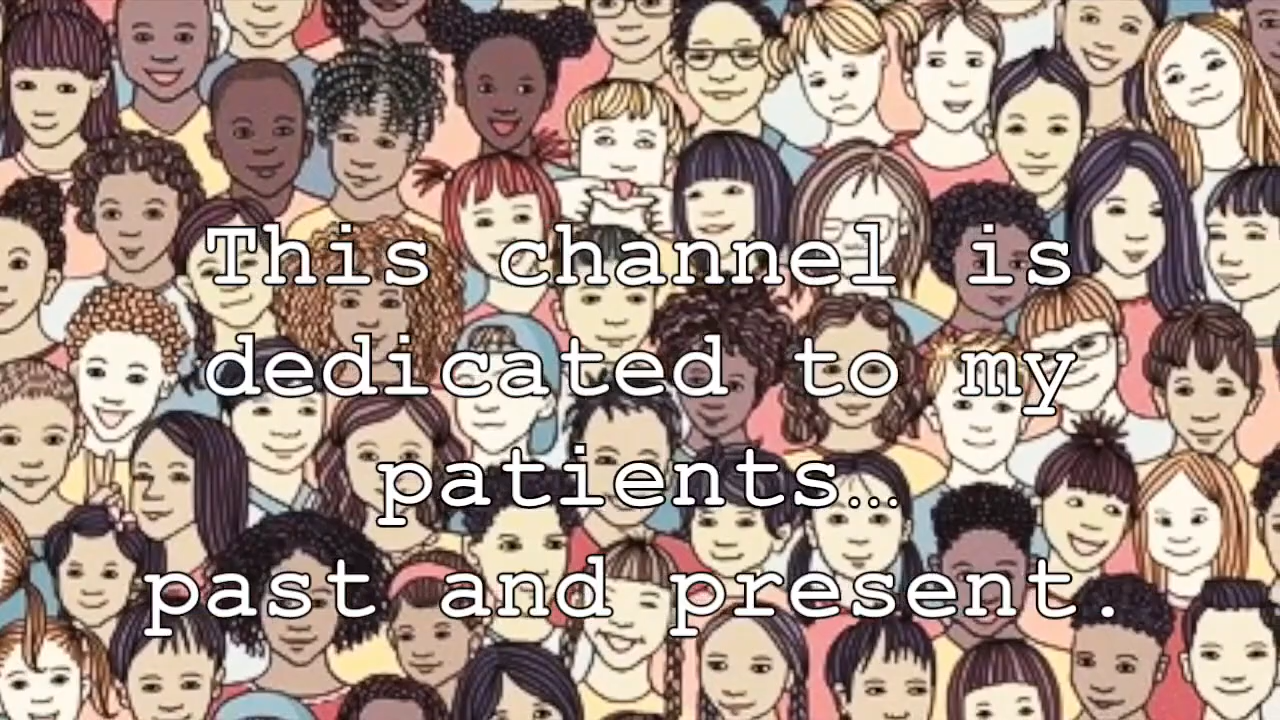 This channel is
dedicated to my
patients…
past and present.